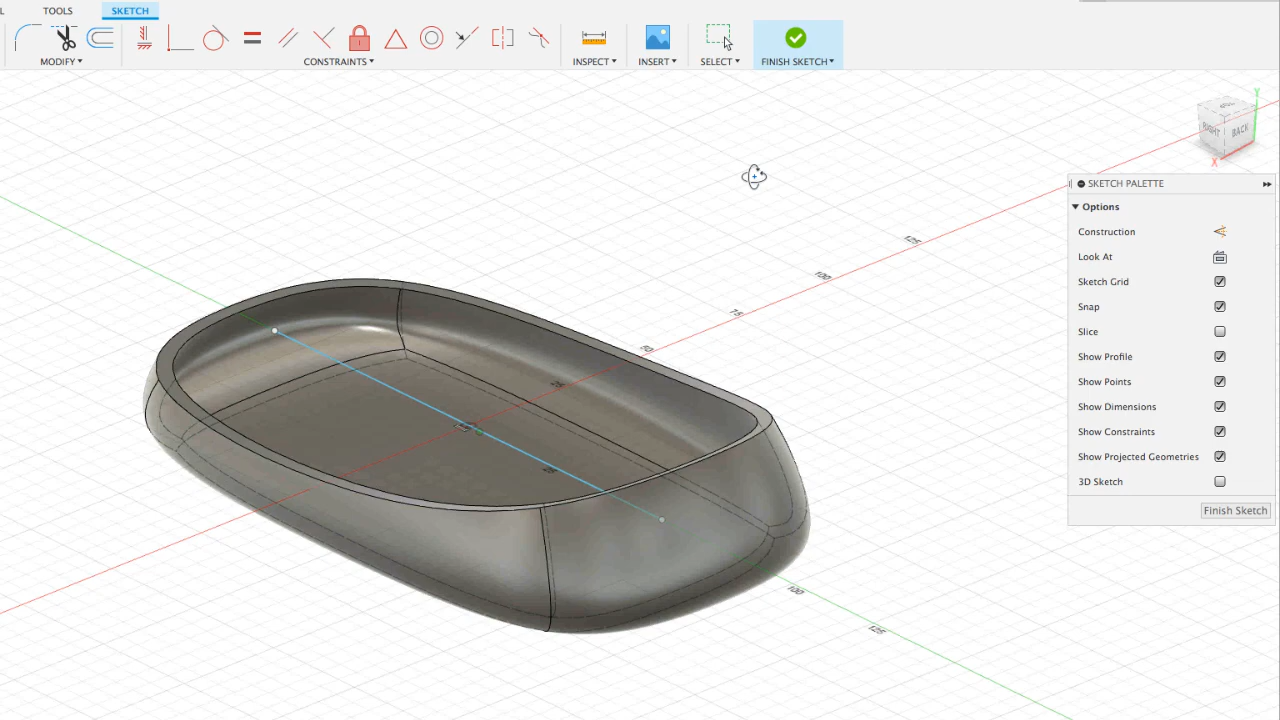 L TOOLS SKETCH
MODIFY CONSTRAINTS INSPECT INSERT SELECT FINISH SKETCH
Y
RIGHT BACK
X
SKETCH PALETTE
Options
Construction
Look At
Sketch Grid
Snap
Slice
Show Profile
Show Points
Show Dimensions
Show Constraints
Show Projected Geometries
3D Sketch
Finish Sketch
125
100
75
50
25
100
125